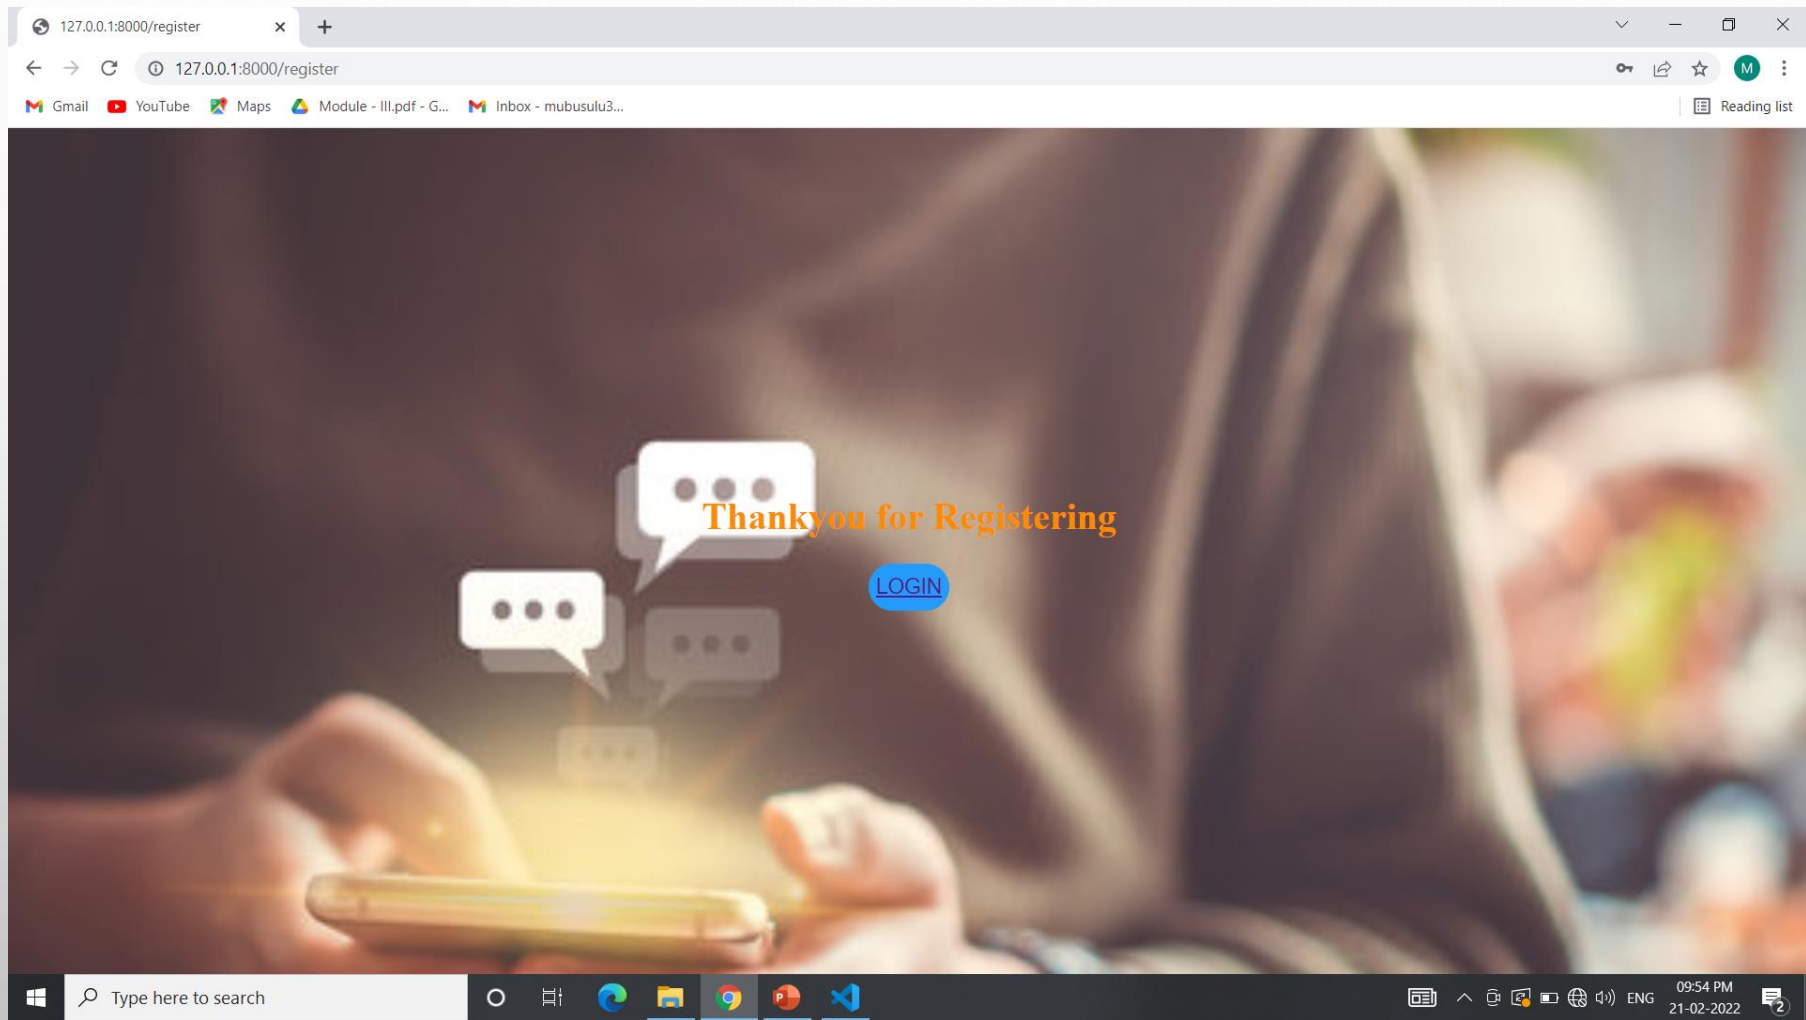 127.0.0.1:8000/register
127.0.0.1:8000/register
M
Gmail YouTube Maps Module - III.pdf - G... Inbox - mubusulu3... Reading list
Thankyou for Registering
LOGIN
Type here to search
ENG
09:54 PM
21-02-2022
2